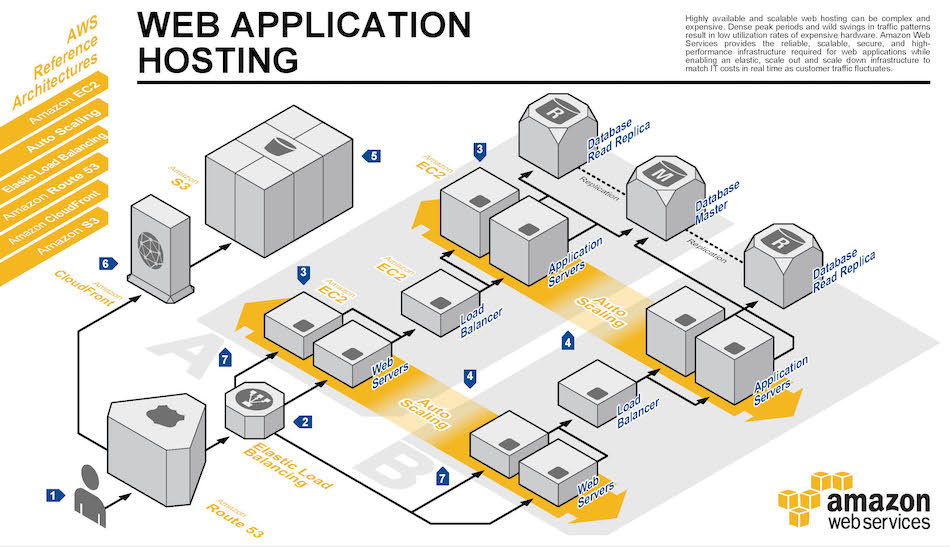 WEB APPLICATION
HOSTING
Highly available and scalable web hosting can be complex and
expensive. Dense peak periods and wild swings in traffic patterns
result in low utilization rates of expensive hardware. Amazon Web
Services provides the reliable, scalable, secure, and high-
performance infrastructure required for web applications while
enabling an elastic, scale out and scale down infrastructure to
match IT costs in real time as customer traffic fluctuates.
AWS
Reference
Architectures
Amazon EC2
Auto Scaling
Elastic Load Balancing
Amazon Route 53
Amazon CloudFront
Amazon S3
R
Database
Read Replica
Replication
M
Database
Master
Replication
R
Database
Read Replica
5
Amazon
S3
3
Amazon
EC2
Application
Servers
6
Amazon
CloudFront
3
Amazon
EC2
Amazon
EC2
Load
Balancer
Auto
Scaling
4
Web
Servers
7
A
Auto
Scaling
4
Load
Balancer
Application
Servers
2
Elastic Load
Balancing
B
7
Web
Servers
1
Amazon
Route 53
amazon
web services